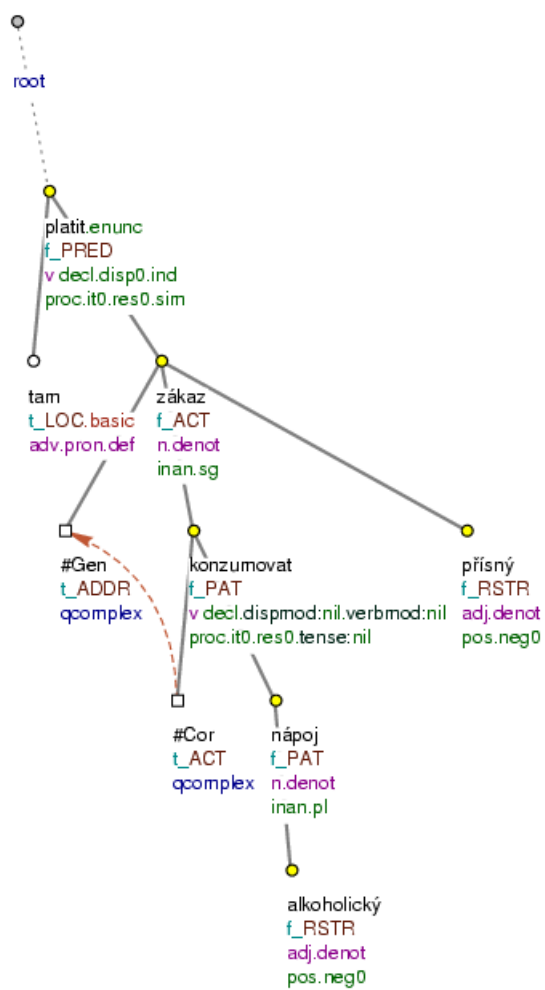 root
platit.enunc
f_PRED
v decl.disp0.ind
proc.it0.res0.sim
tam
t_LOC.basic
adv.pron.def
zákaz
f_ACT
n.denot
inan.sg
#Gen
t_ADDR
qcomplex
konzumovat
f_PAT
v decl.dispmod:nil.verbmod:nil
proc.it0.res0.tense:nil
přísný
f_RSTR
adj.denot
pos.neg0
#Cor
t_ACT
qcomplex
nápoj
f_PAT
n.denot
inan.pl
alkoholický
f_RSTR
adj.denot
pos.neg0